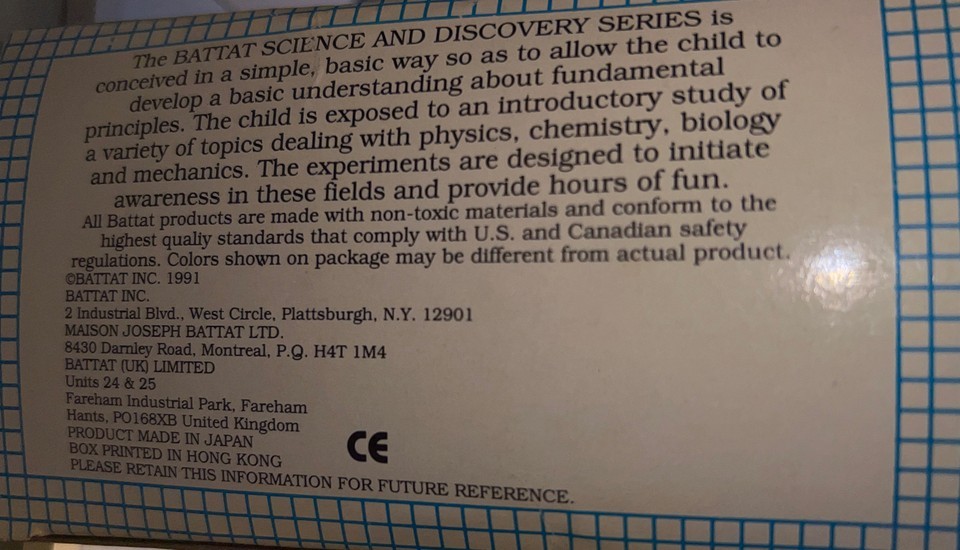 The BATTAT SCIENCE AND DISCOVERY SERIES is
conceived in a simple, basic way so as to allow the child to
develop a basic understanding about fundamental
principles. The child is exposed to an introductory study of
a variety of topics dealing with physics, chemistry, biology
and mechanics. The experiments are designed to initiate
awareness in these fields and provide hours of fun.
All Battat products are made with non-toxic materials and conform to the
highest qualiy standards that comply with U.S. and Canadian safety
regulations. Colors shown on package may be different from actual product.
©BATTAT INC. 1991
BATTAT INC.
2 Industrial Blvd., West Circle, Plattsburgh, N.Y. 12901
MAISON JOSEPH BATTAT LTD.
8430 Darnley Road, Montreal, P.Q. H4T 1M4
BATTAT (UK) LIMITED
Units 24 & 25
Fareham Industrial Park, Fareham
Hants, PO168XB United Kingdom
PRODUCT MADE IN JAPAN
BOX PRINTED IN HONG KONG
CE
PLEASE RETAIN THIS INFORMATION FOR FUTURE REFERENCE.